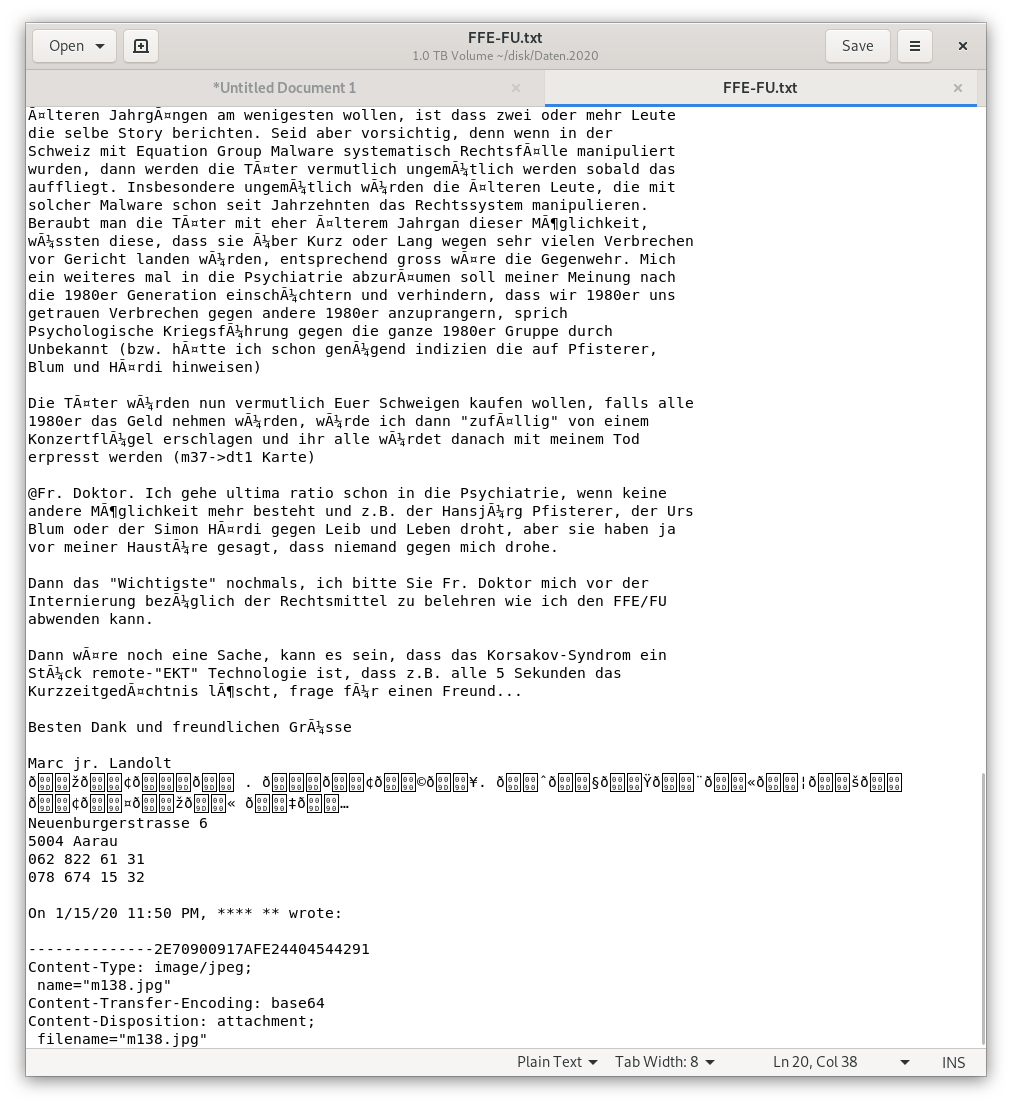 Open
FFE-FU.txt
1.0 TB Volume ~/disk/Daten.2020
Save
*Untitled Document 1
FFE-FU.txt
Ã¤lteren JahrgÃ¤ngen am wenigesten wollen, ist dass zwei oder mehr Leute
die selbe Story berichten. Seid aber vorsichtig, denn wenn in der
Schweiz mit Equation Group Malware systematisch RechtsfÃ¤lle manipuliert
wurden, dann werden die TÃ¤ter vermutlich ungemÃ¼tlich werden sobald das
auffliegt. Insbesondere ungemÃ¼tlich wÃ¼rden die Ã¤lteren Leute, die mit
solcher Malware schon seit Jahrzehnten das Rechtssystem manipulieren.
Beraubt man die TÃ¤ter mit eher Ã¤lterem Jahrgan dieser MÃ¶glichkeit,
wÃ¼ssten diese, dass sie Ã¼ber Kurz oder Lang wegen sehr vielen Verbrechen
vor Gericht landen wÃ¼rden, entsprechend gross wÃ¤re die Gegenwehr. Mich
ein weiteres mal in die Psychiatrie abzurÃ¤umen soll meiner Meinung nach
die 1980er Generation einschÃ¼chtern und verhindern, dass wir 1980er uns
getrauen Verbrechen gegen andere 1980er anzuprangern, sprich
Psychologische KriegsfÃ¼hrung gegen die ganze 1980er Gruppe durch
Unbekannt (bzw. hÃ¤tte ich schon genÃ¼gend indizien die auf Pfisterer,
Blum und HÃ¤rdi hinweisen)
Die TÃ¤ter wÃ¼rden nun vermutlich Euer Schweigen kaufen wollen, falls alle
1980er das Geld nehmen wÃ¼rden, wÃ¼rde ich dann "zufÃ¤llig" von einem
KonzertflÃ¼gel erschlagen und ihr alle wÃ¼rdet danach mit meinem Tod
erpresst werden (m37->dt1 Karte)
@Fr. Doktor. Ich gehe ultima ratio schon in die Psychiatrie, wenn keine
andere MÃ¶glichkeit mehr besteht und z.B. der HansjÃ¼rg Pfisterer, der Urs
Blum oder der Simon HÃ¤rdi gegen Leib und Leben droht, aber sie haben ja
vor meiner HaustÃ¼re gesagt, dass niemand gegen mich drohe.
Dann das "Wichtigste" nochmals, ich bitte Sie Fr. Doktor mich vor der
Internierung bezÃ¼glich der Rechtsmittel zu belehren wie ich den FFE/FU
abwenden kann.
Dann wÃ¤re noch eine Sache, kann es sein, dass das Korsakov-Syndrom ein
StÃ¼ck remote-"EKT" Technologie ist, dass z.B. alle 5 Sekunden das
KurzzeitgedÃ¤chtnis lÃ¶scht, frage fÃ¼r einen Freund...
Besten Dank und freundlichen GrÃ¼sse
Marc jr. Landolt
Neuenburgerstrasse 6
5004 Aarau
062 822 61 31
078 674 15 32
On 1/15/20 11:50 PM, **** ** wrote:
--------------2E70900917AFE24404544291
Content-Type: image/jpeg;
name="m138.jpg"
Content-Transfer-Encoding: base64
Content-Disposition: attachment;
filename="m138.jpg"
Plain Text
Tab Width: 8
Ln 20, Col 38
INS